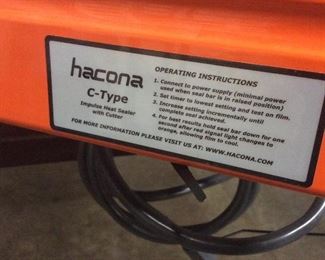 hacona
C-Type
Impulse Heat Sealer
with Cutter
OPERATING INSTRUCTIONS
1. Connect to power supply (minimal power
used when seal bar is in raised position)
2. Set timer to lowest setting and test on film.
3. Increase setting incrementally until
complete seal achieved.
4. For best results hold seal bar down for one
second after red signal light changes to
orange, allowing film to cool.
FOR MORE INFORMATION PLEASE VISIT US AT: WWW.HACONA.COM